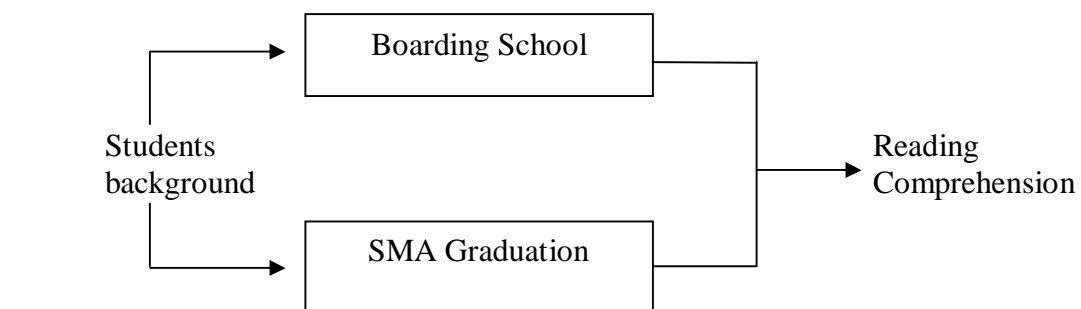 Boarding School
Students
background
Reading
Comprehension
SMA Graduation